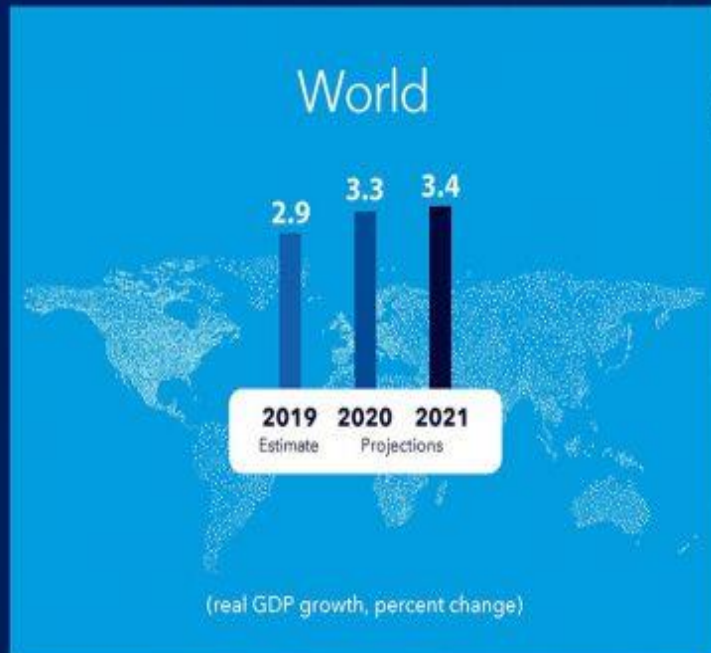 World
2.9 3.3 3.4
2019 2020 2021
Estimate Projections
(real GDP growth, percent change)